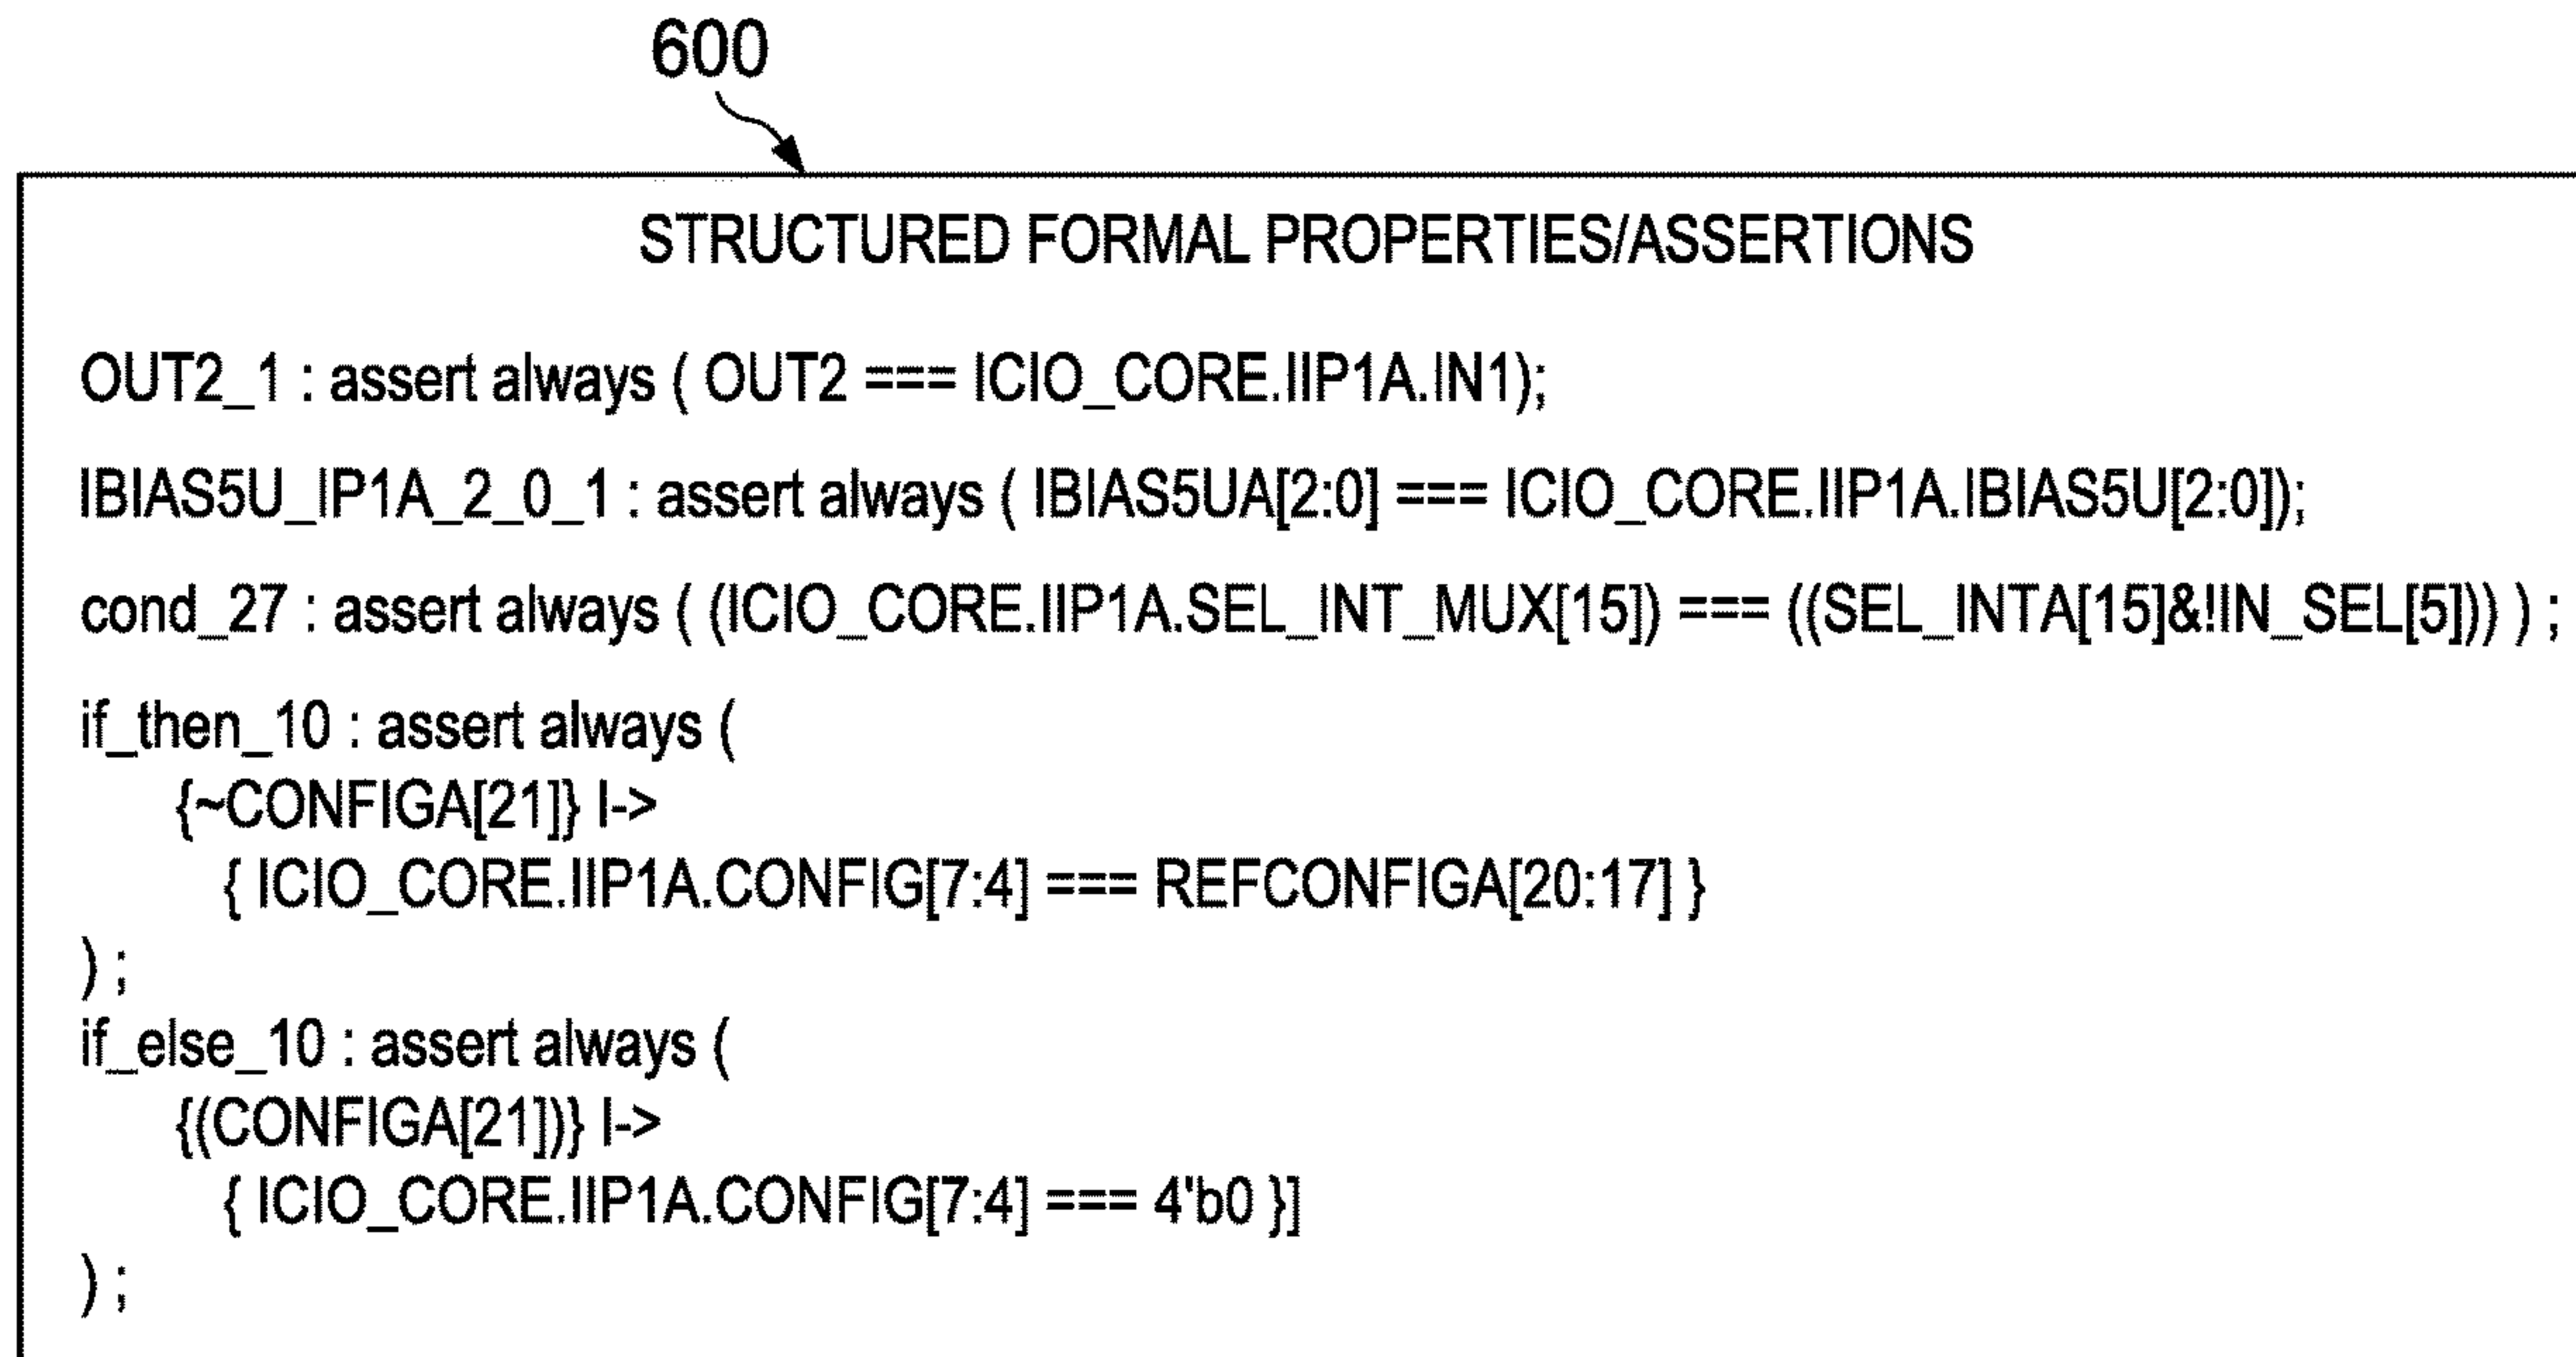 600
STRUCTURED FORMAL PROPERTIES/ASSERTIONS
OUT2_1 : assert always ( OUT2 === ICIO_CORE.IIP1A.IN1);
IBIAS5U_IP1A_2_0_1 : assert always ( IBIAS5UA[2:0] === ICIO_CORE.IIP1A.IBIAS5U[2:0]);
cond_27 : assert always ( (ICIO_CORE.IIP1A.SEL_INT_MUX[15]) === ((SEL_INTA[15]&!IN_SEL[5])) ) ;
if_then_10 : assert always (
{~CONFIGA[21]} I->
{ ICIO_CORE.IIP1A.CONFIG[7:4] === REFCONFIGA[20:17] }
) ;
if_else_10 : assert always (
{(CONFIGA[21])} I->
{ ICIO_CORE.IIP1A.CONFIG[7:4] === 4'b0 }]
) ;